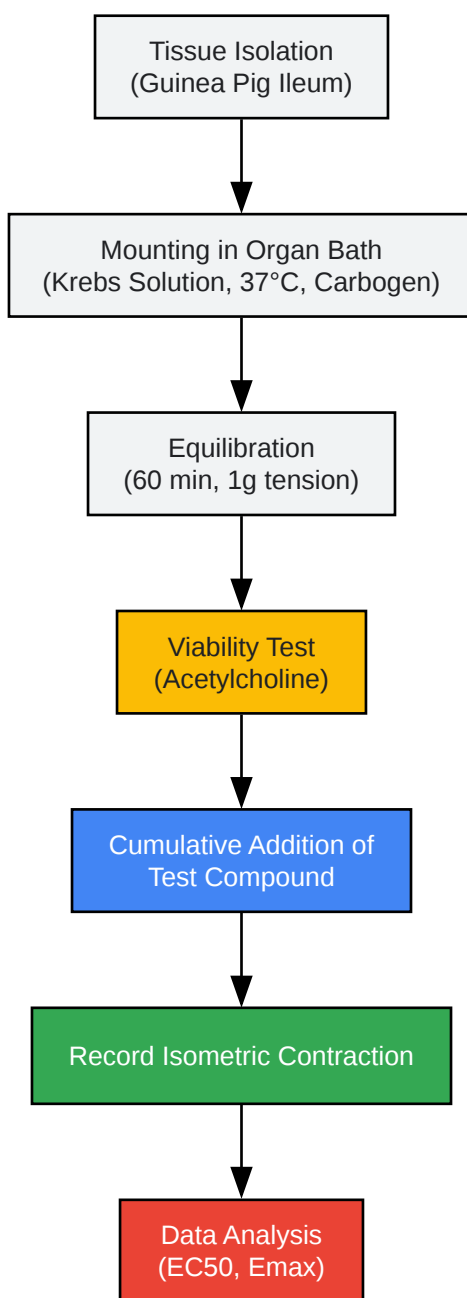 Tissue Isolation
(Guinea Pig Ileum)
Mounting in Organ Bath
(Krebs Solution, 37°C, Carbogen)
Equilibration
(60 min, 1g tension)
Viability Test
(Acetylcholine)
Cumulative Addition of
Test Compound
Record Isometric Contraction
Data Analysis
(EC50, Emax)